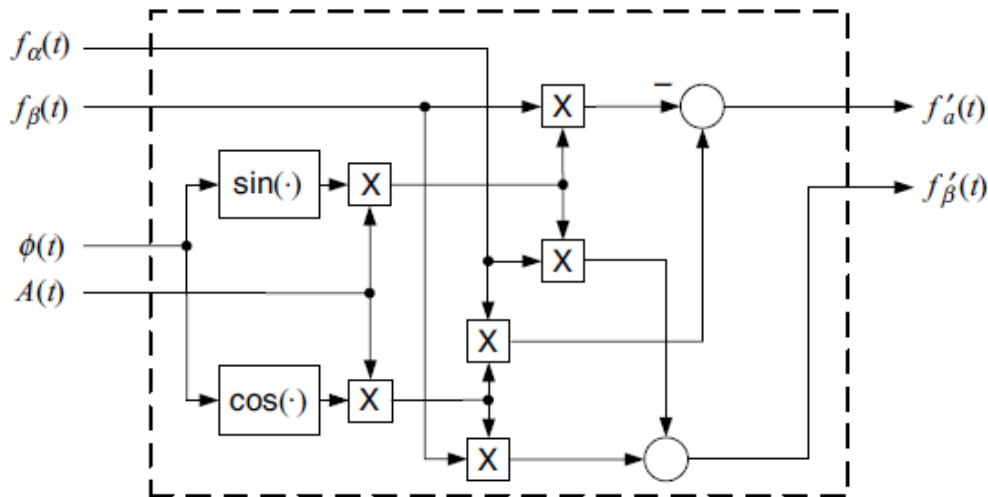 fα(t)
fβ(t)
ϕ(t)
A(t)
sin(·)
cos(·)
X
X
X
X
X
X
−
f′a(t)
f′β(t)